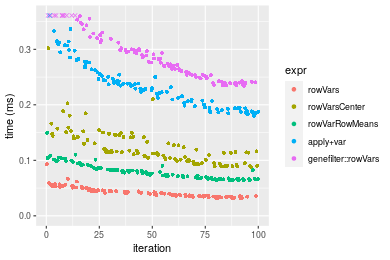 time (ms)
0.3
0.2
0.1
0.0
0
25
50
75
100
iteration
expr
rowVars
rowVarsCenter
rowVarRowMeans
apply+var
genefilter::rowVars